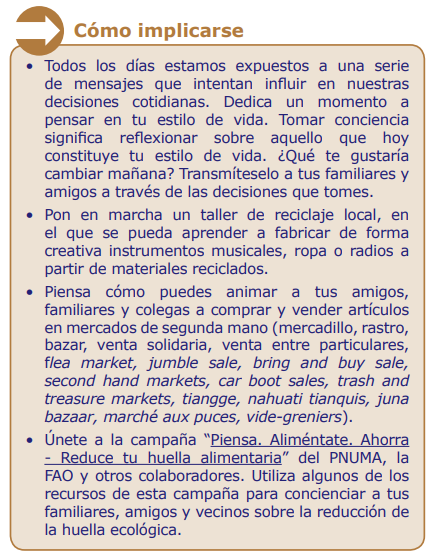 Cómo implicarse
• Todos los días estamos expuestos a una serie
de mensajes que intentan influir en nuestras
decisiones cotidianas. Dedica un momento a
pensar en tu estilo de vida. Tomar conciencia
significa reflexionar sobre aquello que hoy
constituye tu estilo de vida. ¿Qué te gustaría
cambiar mañana? Transmíteselo a tus familiares y
amigos a través de las decisiones que tomes.
• Pon en marcha un taller de reciclaje local, en
el que se pueda aprender a fabricar de forma
creativa instrumentos musicales, ropa o radios a
partir de materiales reciclados.
• Piensa cómo puedes animar a tus amigos,
familiares y colegas a comprar y vender artículos
en mercados de segunda mano (mercadillo, rastro,
bazar, venta solidaria, venta entre particulares,
flea market, jumble sale, bring and buy sale,
second hand markets, car boot sales, trash and
treasure markets, tiangge, nahuati tianquis, juna
bazaar, marché aux puces, vide-greniers).
• Únete a la campaña “Piensa. Aliméntate. Ahorra
- Reduce tu huella alimentaria” del PNUMA, la
FAO y otros colaboradores. Utiliza algunos de los
recursos de esta campaña para concienciar a tus
familiares, amigos y vecinos sobre la reducción de
la huella ecológica.